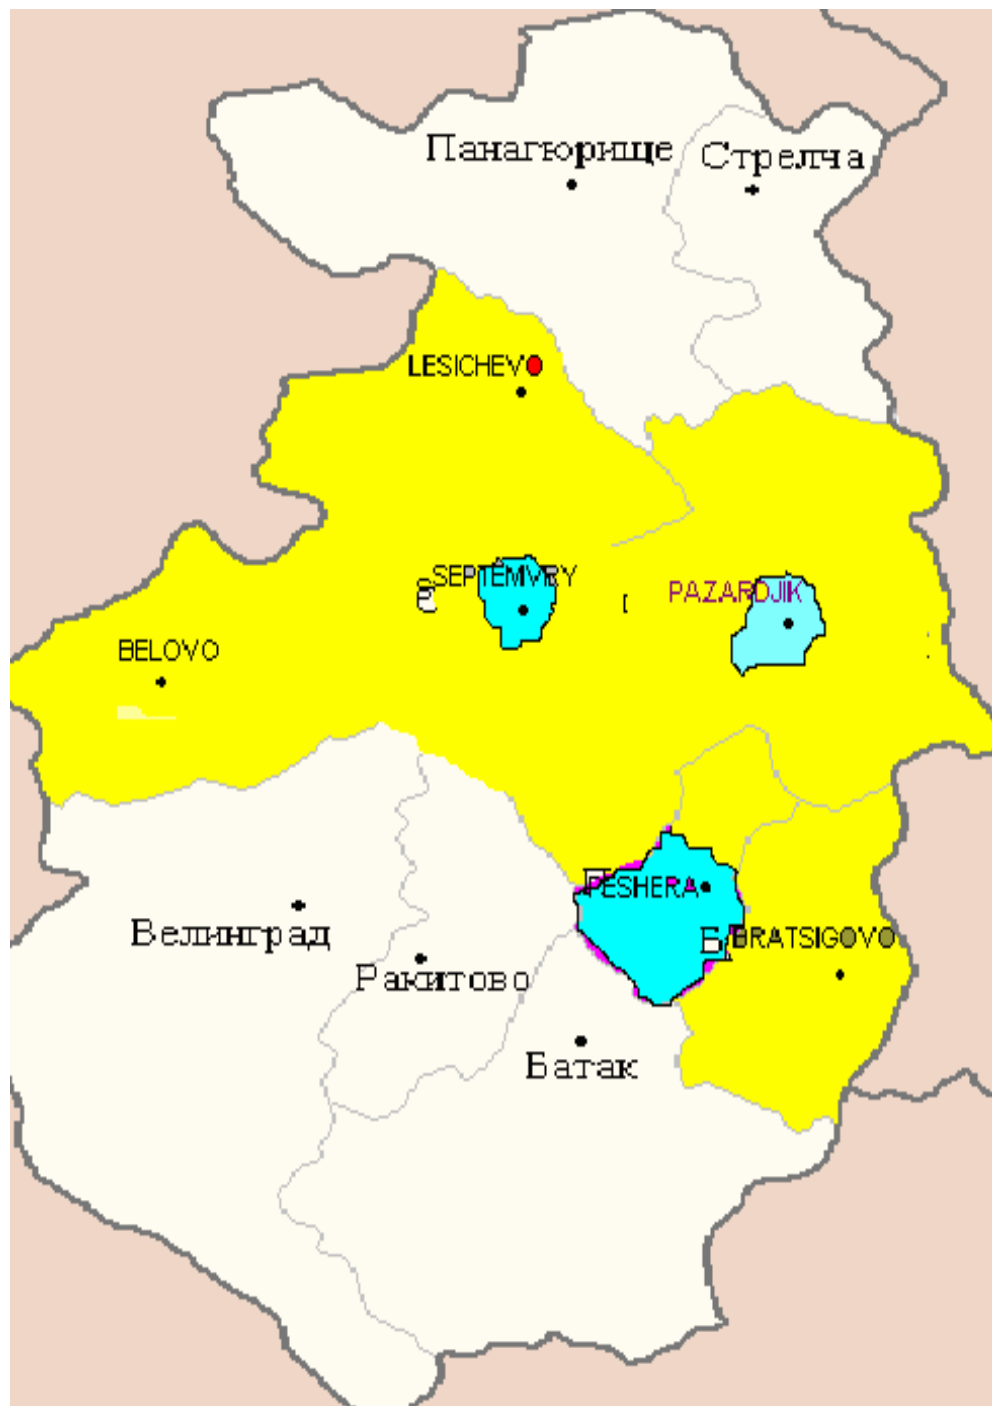 Панагюрище
Стрелча
LESICHEVO
SEPTEMVRY
PAZARDJIK
BELOVO
PESHERA
BRATSIGOVO
Велинград
Ракитово
Батак